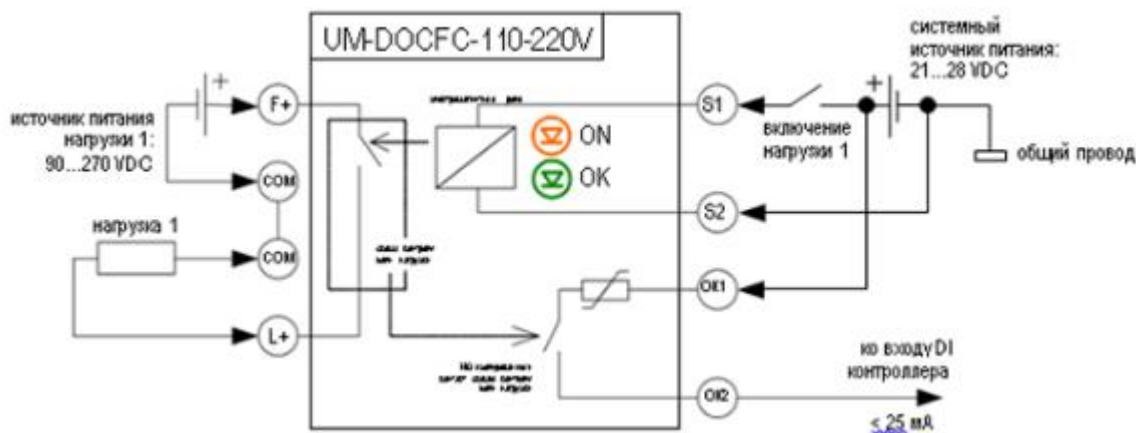 UM-DOCFC-110-220V
системный
источник питания:
21...28 VDC
источник питания
нагрузки 1:
90...270 VDC
F+
S1
ON
OK
включение
нагрузки 1
общий провод
COM
S2
нагрузка 1
COM
OK1
L+
ко входу DI
контроллера
OK2
≤ 25 мА